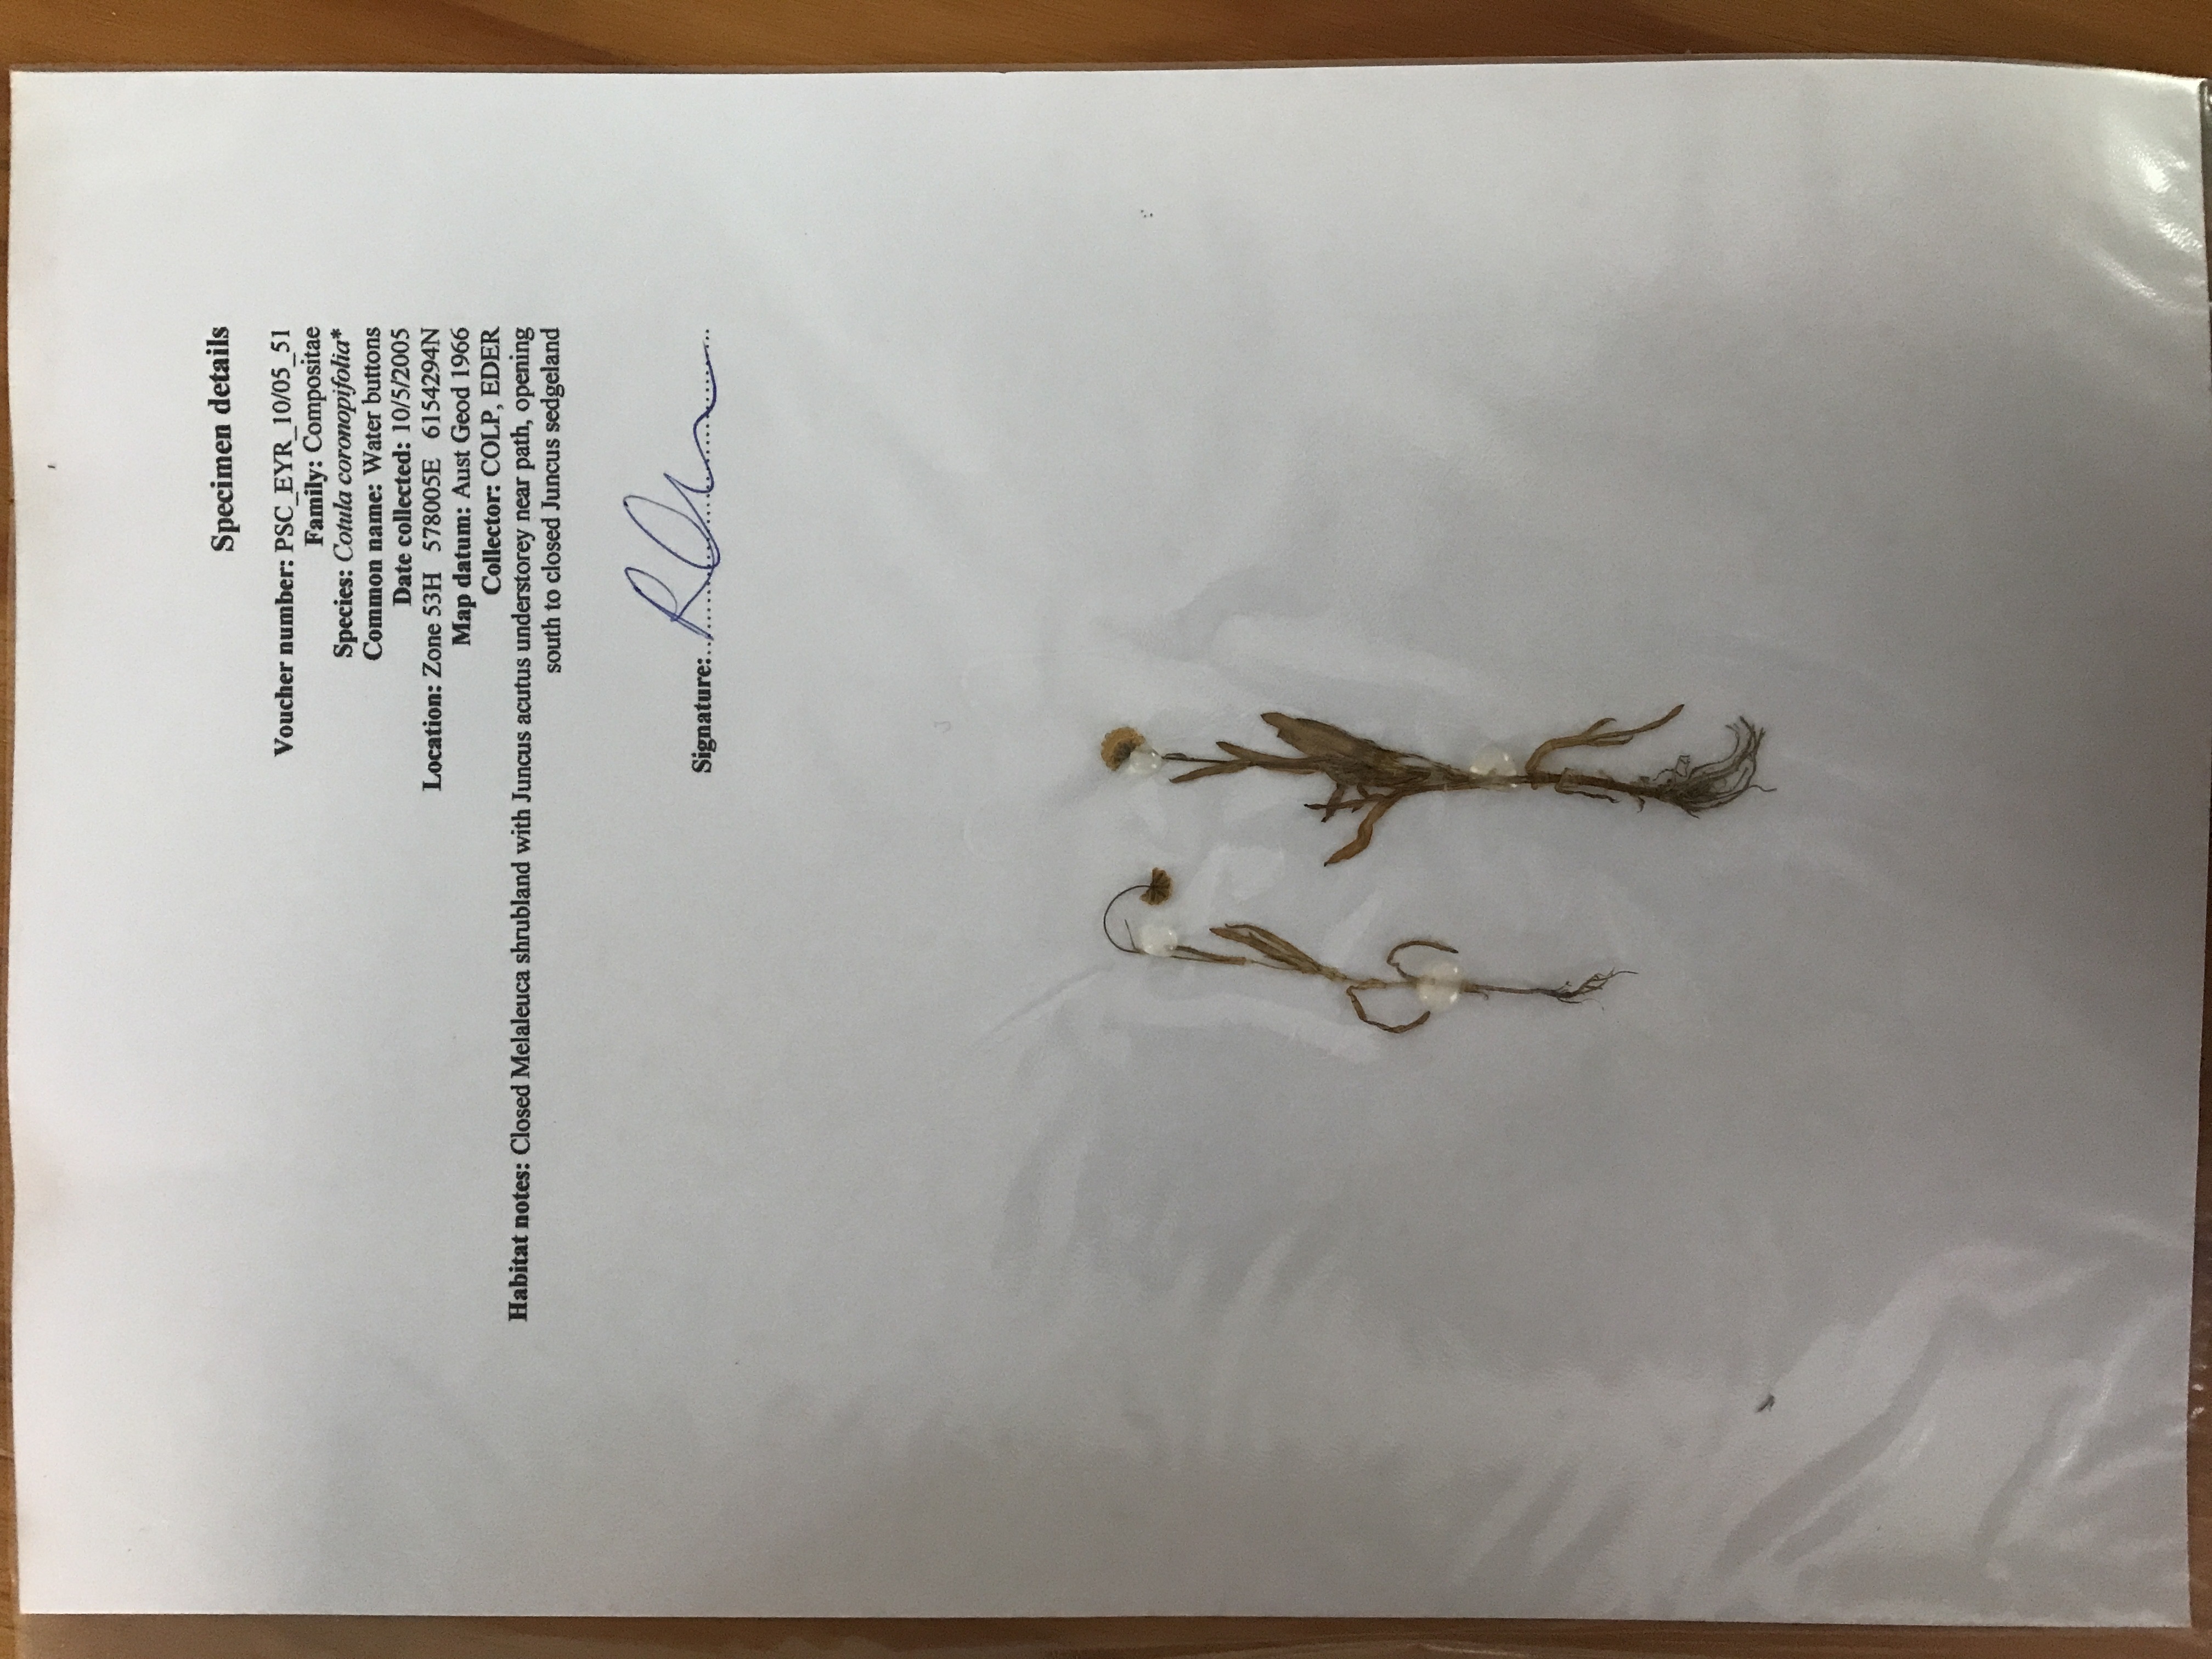 Specimen details
Voucher number: PSC_EYR_10/05_51
Family: Compositae
Species: Cotula coronopifolia*
Common name: Water buttons
Date collected: 10/5/2005
Location: Zone 53H 578005E 6154294N
Map datum: Aust Geod 1966
Collector: COLP, EDER
Habitat notes: Closed Melaleuca shrubland with Juncus acutus understorey near path, opening
south to closed Juncus sedgeland
Signature: